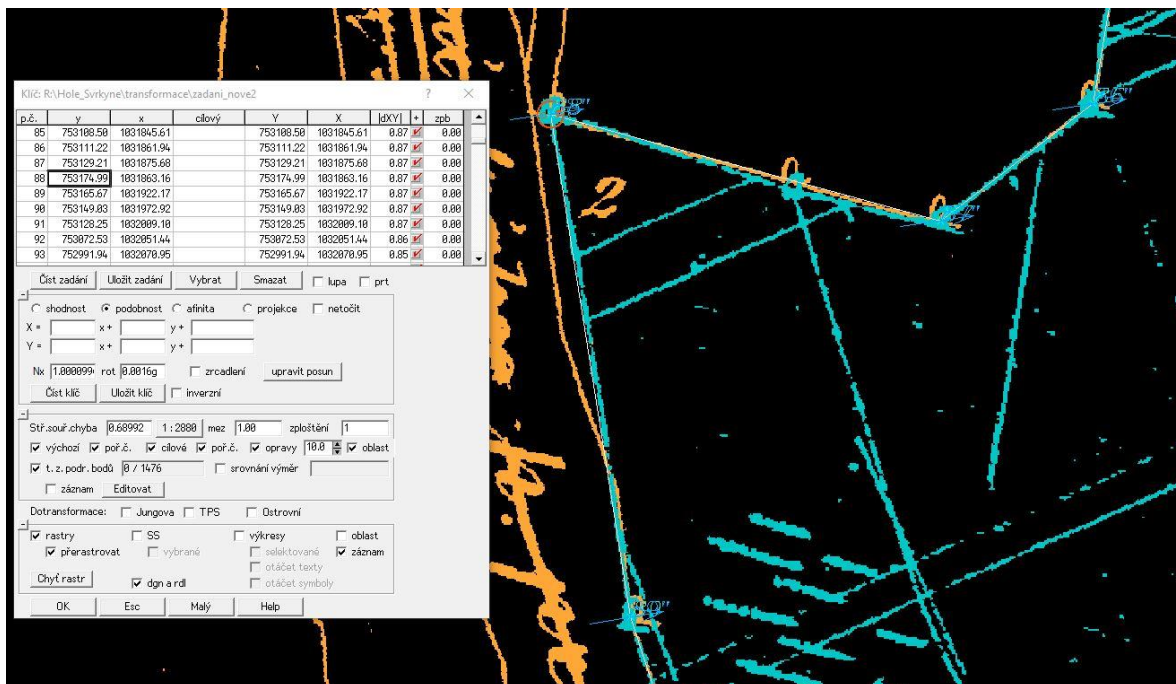 Klíč: R:\Hole_Svrkyne\transformace\zadani_nove2 ? ×
p.č. y x cílový Y X |dXY| + zpb
85 753108.50 1031845.61 753108.50 1031845.61 0.87 0.00
86 753111.22 1031861.94 753111.22 1031861.94 0.87 0.00
87 753129.21 1031875.68 753129.21 1031875.68 0.87 0.00
88 753174.99 1031863.16 753174.99 1031863.16 0.87 0.00
89 753165.67 1031922.17 753165.67 1031922.17 0.87 0.00
90 753149.03 1031972.92 753149.03 1031972.92 0.87 0.00
91 753128.25 1032009.10 753128.25 1032009.10 0.87 0.00
92 753072.53 1032051.44 753072.53 1032051.44 0.86 0.00
93 752991.94 1032070.95 752991.94 1032070.95 0.85 0.00
Číst zadání Uložit zadání Vybrat Smazat lupa prt
shodnost podobnost afinita projekce netočit
X = x + y +
Y = x + y +
Nx 1.000099 rot 0.0016g zrcadlení upravit posun
Číst klíč Uložit klíč inverzní
Stř.souř.chyba 0.68992 1:2880 mez 1.00 zploštění 1
výchozí poř.č. cílové poř.č. opravy 10.0 oblast
t.z.podr.bodů 0 / 1476 srovnání výměr
záznam Editovat
Dotransformace: Jungova TPS Ostrovní
rastry SS výkresy oblast
přerastrovat vybrané selektované záznam
otáčet texty
Chyť rastr dgn a rdl otáčet symboly
OK Esc Malý Help
2